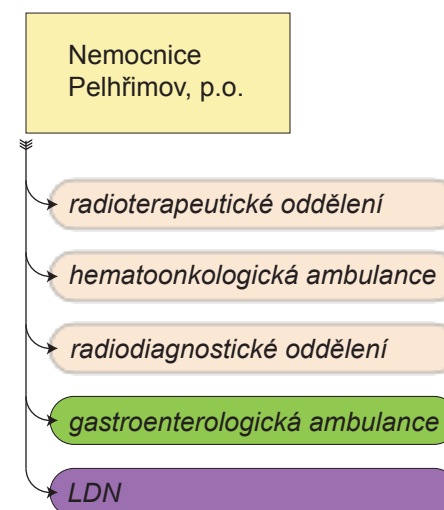 Nemocnice
Pelhřimov, p.o.
radioterapeutické oddělení
hematoonkologická ambulance
radiodiagnostické oddělení
gastroenterologická ambulance
LDN